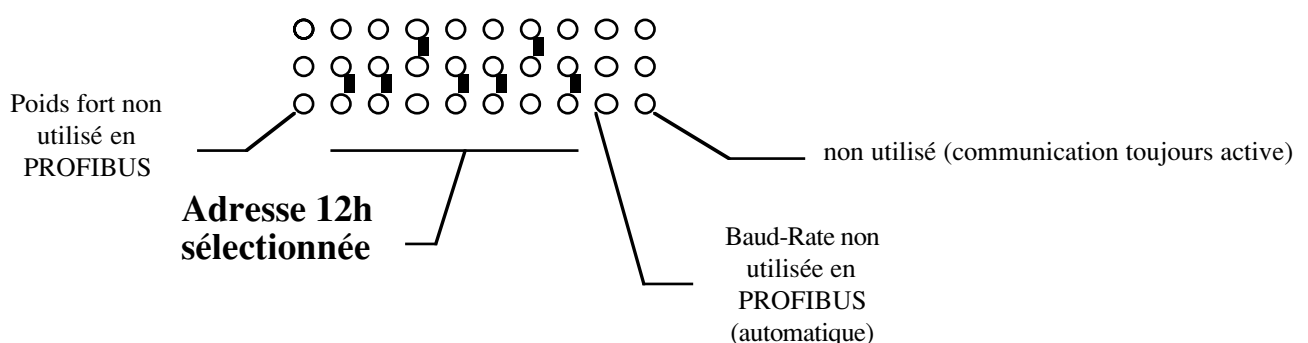 Poids fort non
utilisé en
PROFIBUS
non utilisé (communication toujours active)
Adresse 12h
sélectionnée
Baud-Rate non
utilisée en
PROFIBUS
(automatique)